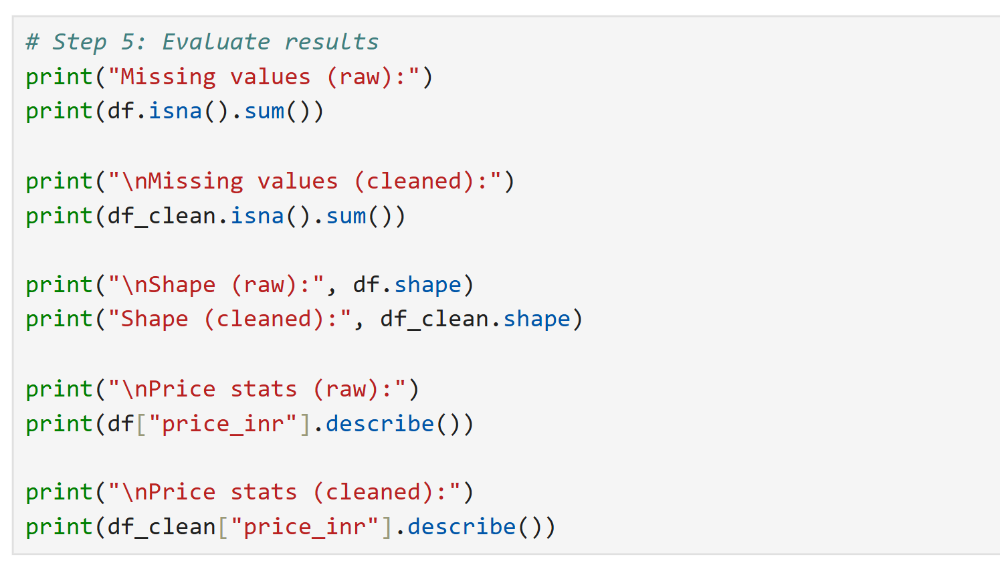 # Step 5: Evaluate results
print("Missing values (raw):")
print(df.isna().sum())
print("\nMissing values (cleaned):")
print(df_clean.isna().sum())
print("\nShape (raw):", df.shape)
print("Shape (cleaned):", df_clean.shape)
print("\nPrice stats (raw):")
print(df["price_inr"].describe())
print("\nPrice stats (cleaned):")
print(df_clean["price_inr"].describe())